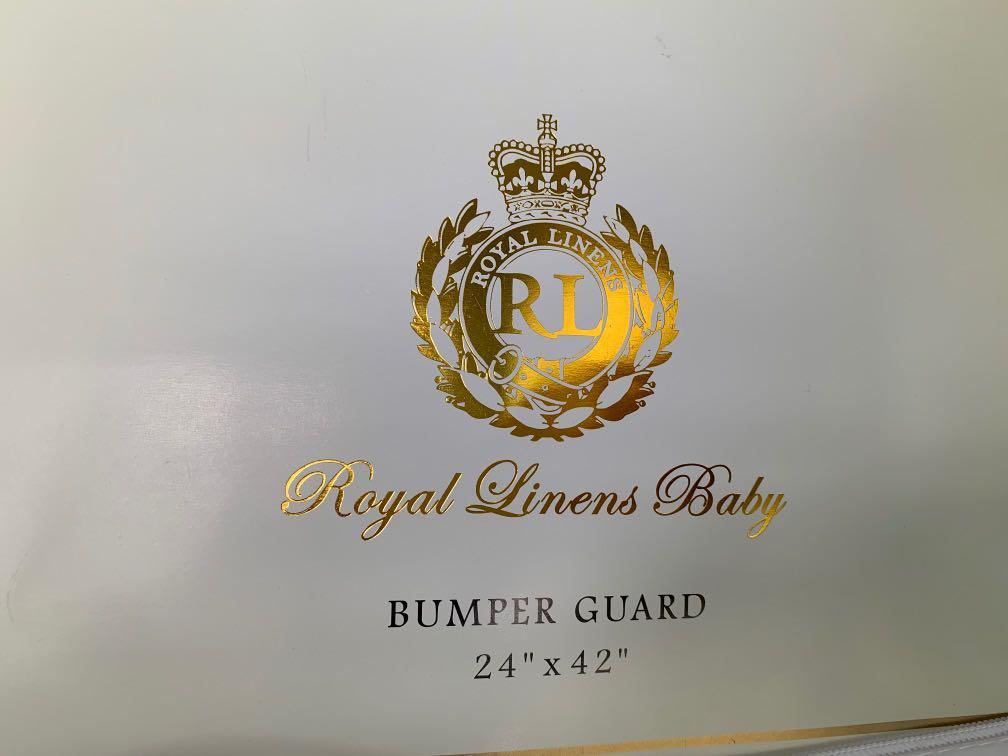 ROYAL LINENS
RL
Royal Linens Baby
BUMPER GUARD
24" x 42"